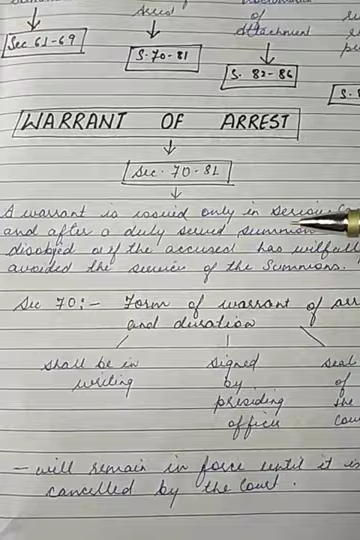 of
Sec 61-69
attachment
S. 70-81
S. 82-86
WARRANT OF ARREST
Sec. 70-81
A warrant is issued only in serious
and after a duly served summon
disobeyed or if the accused has wilfully
avoided the service of the Summons.
Sec 70:- Form of warrant of
and duration
shall be in signed seal
writing by of
presiding the
officer
- will remain in force until it is
cancelled by the Court.